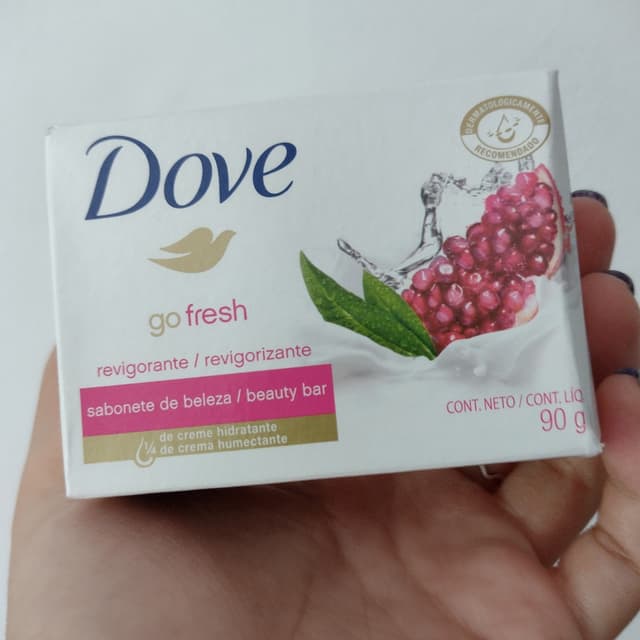 Dove
DERMATOLOGICAMENTE
RECOMENDADO
go fresh
revigorante / revigorizante
sabonete de beleza / beauty bar
¼ de creme hidratante
de crema humectante
CONT. NETO / CONT. LÍQ
90 g